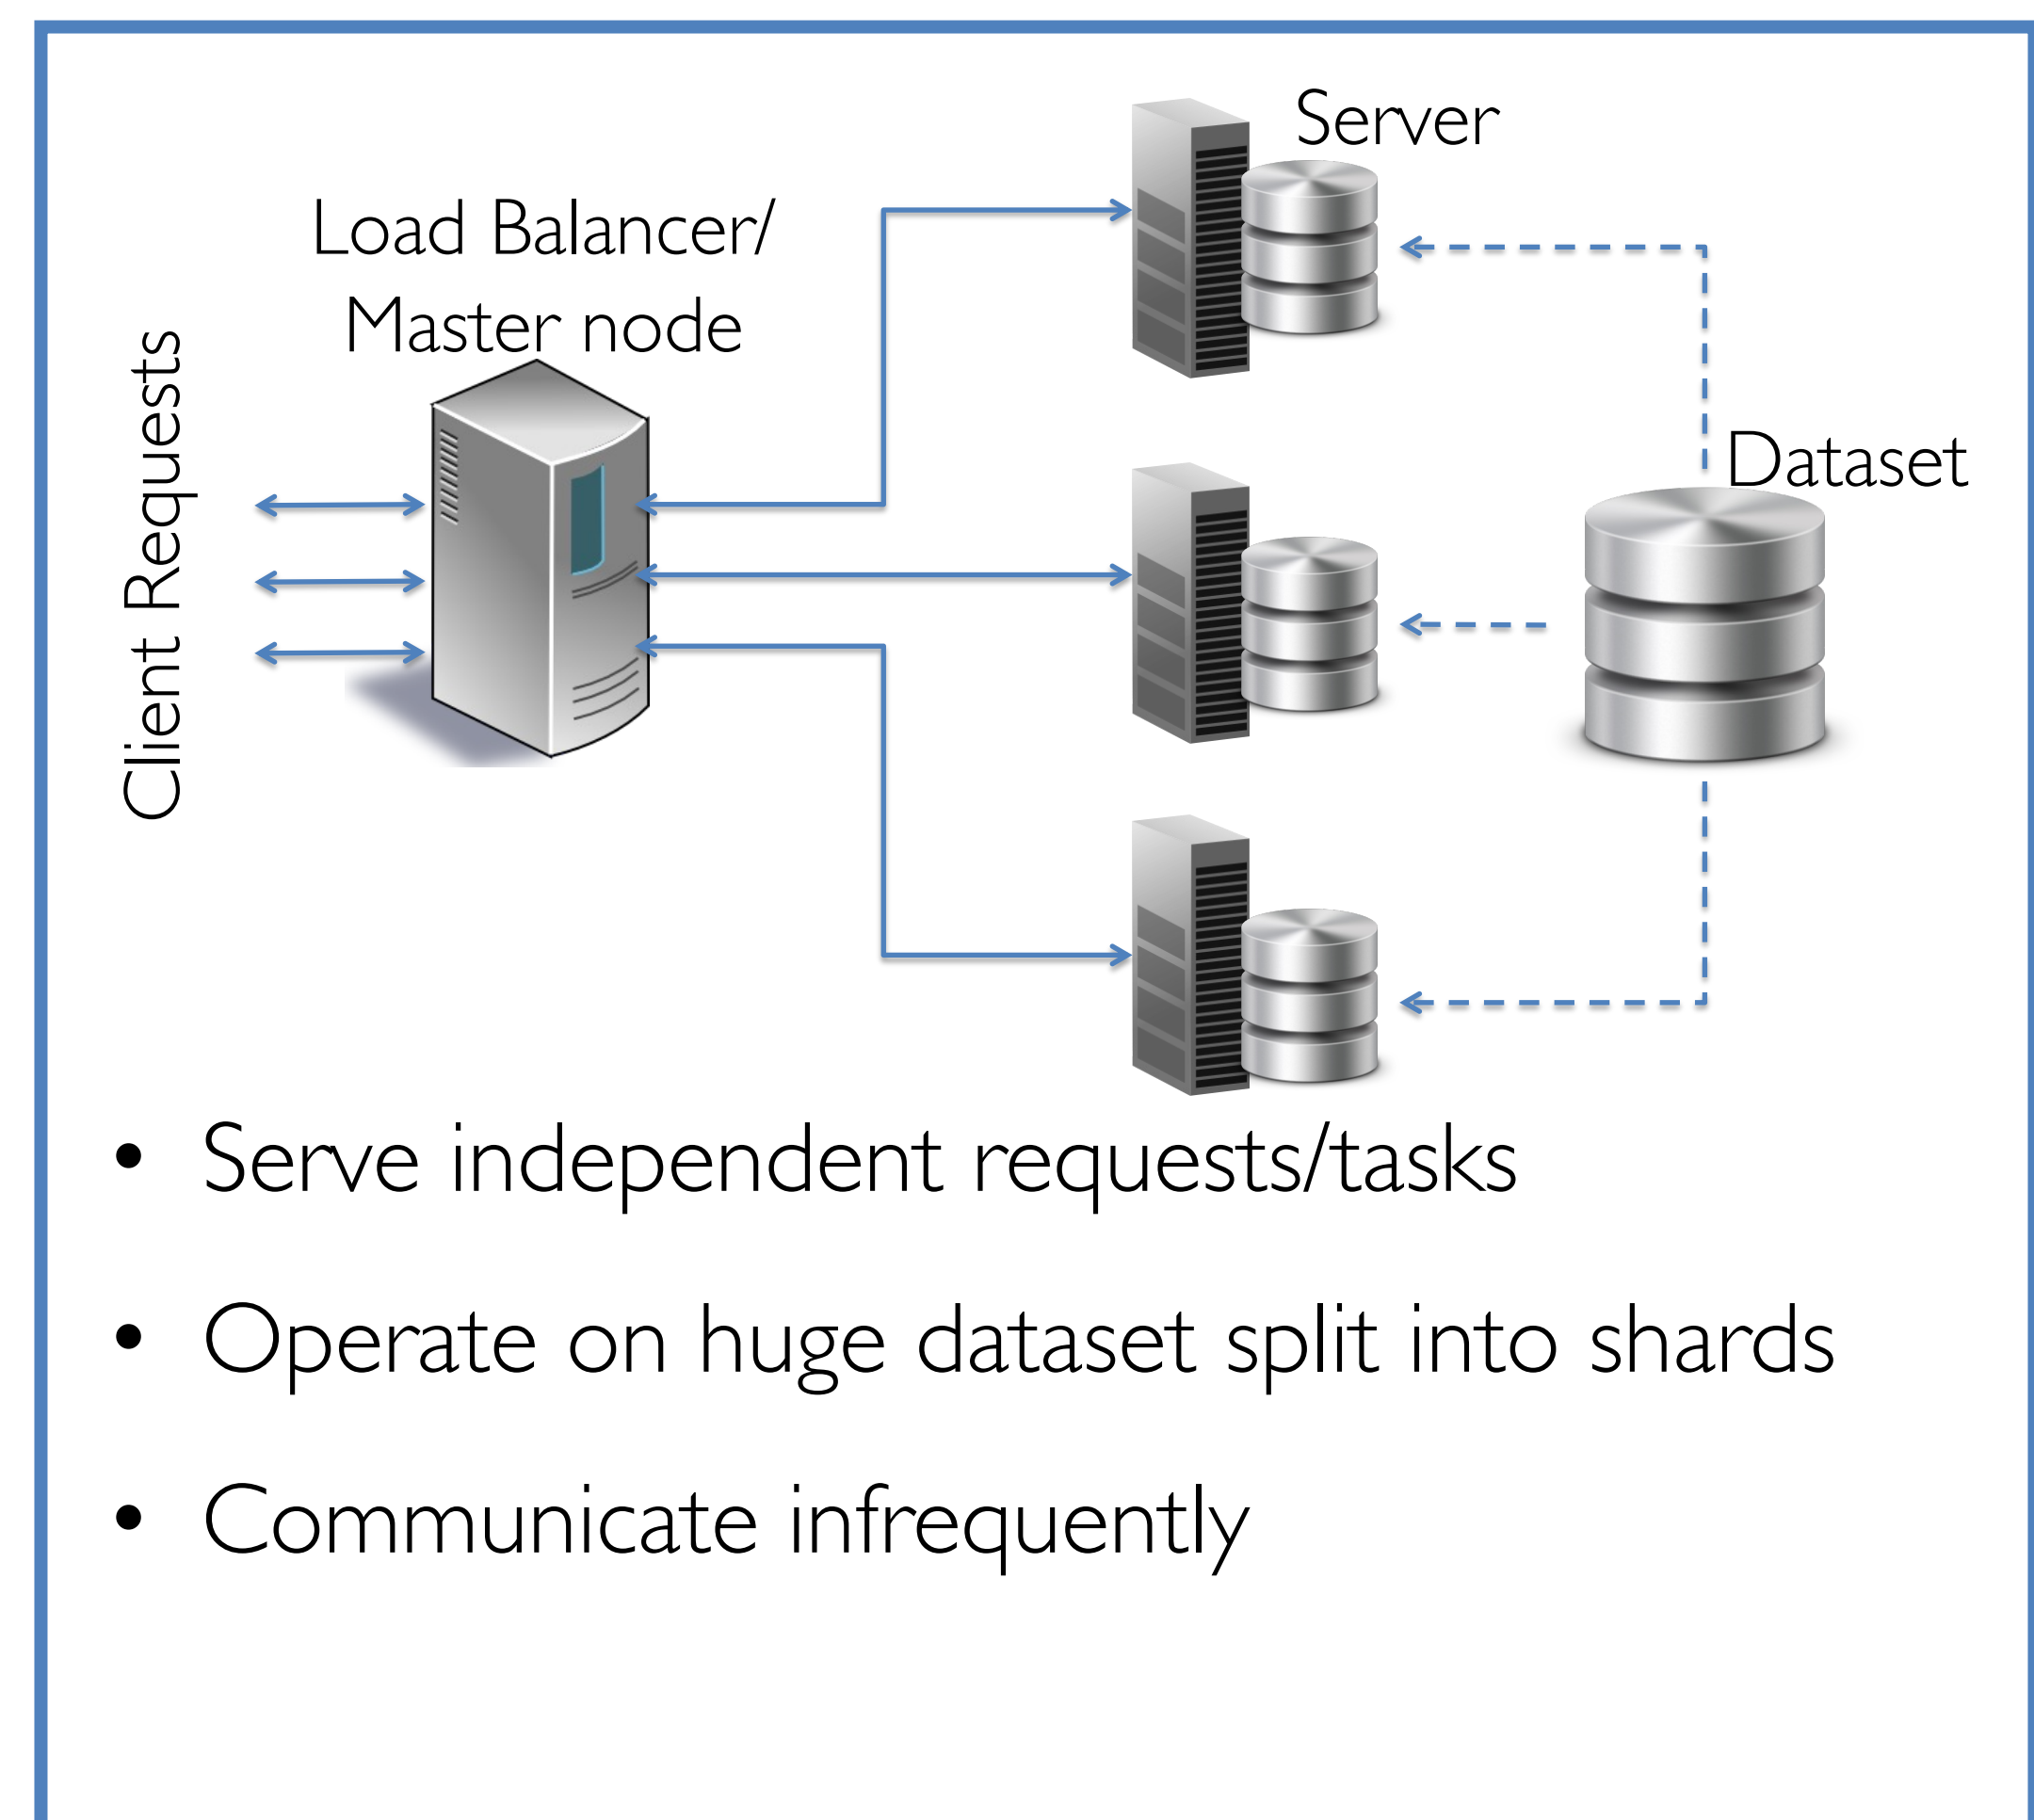 Server
Load Balancer/
Master node
Client Requests
Dataset
• Serve independent requests/tasks
• Operate on huge dataset split into shards
• Communicate infrequently